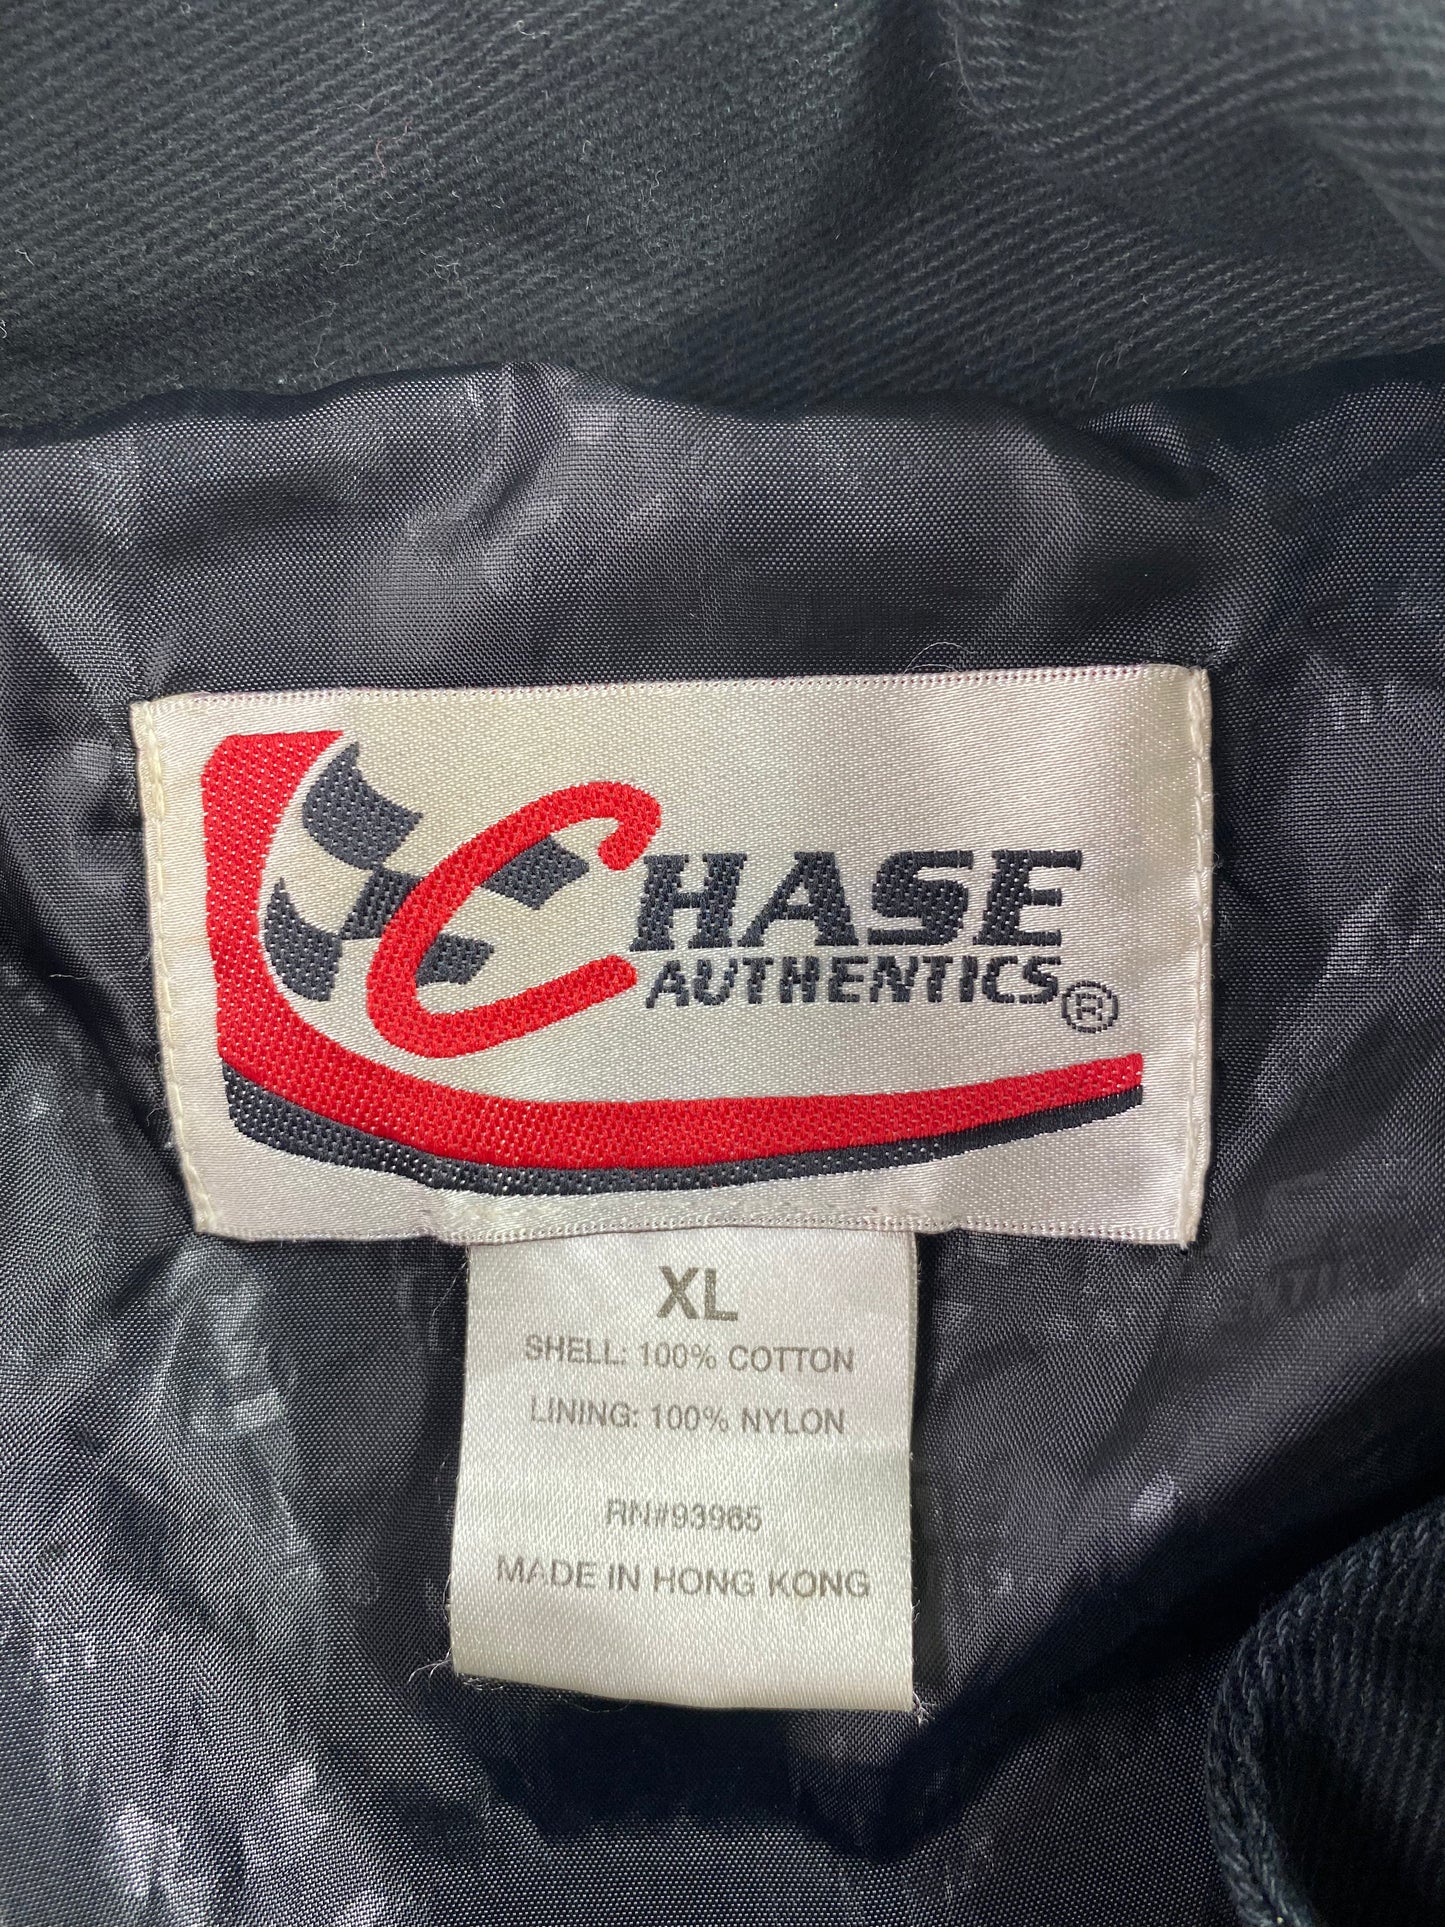 CHASE
AUTHENTICS®
XL
SHELL: 100% COTTON
LINING: 100% NYLON
RN#93965
MADE IN HONG KONG